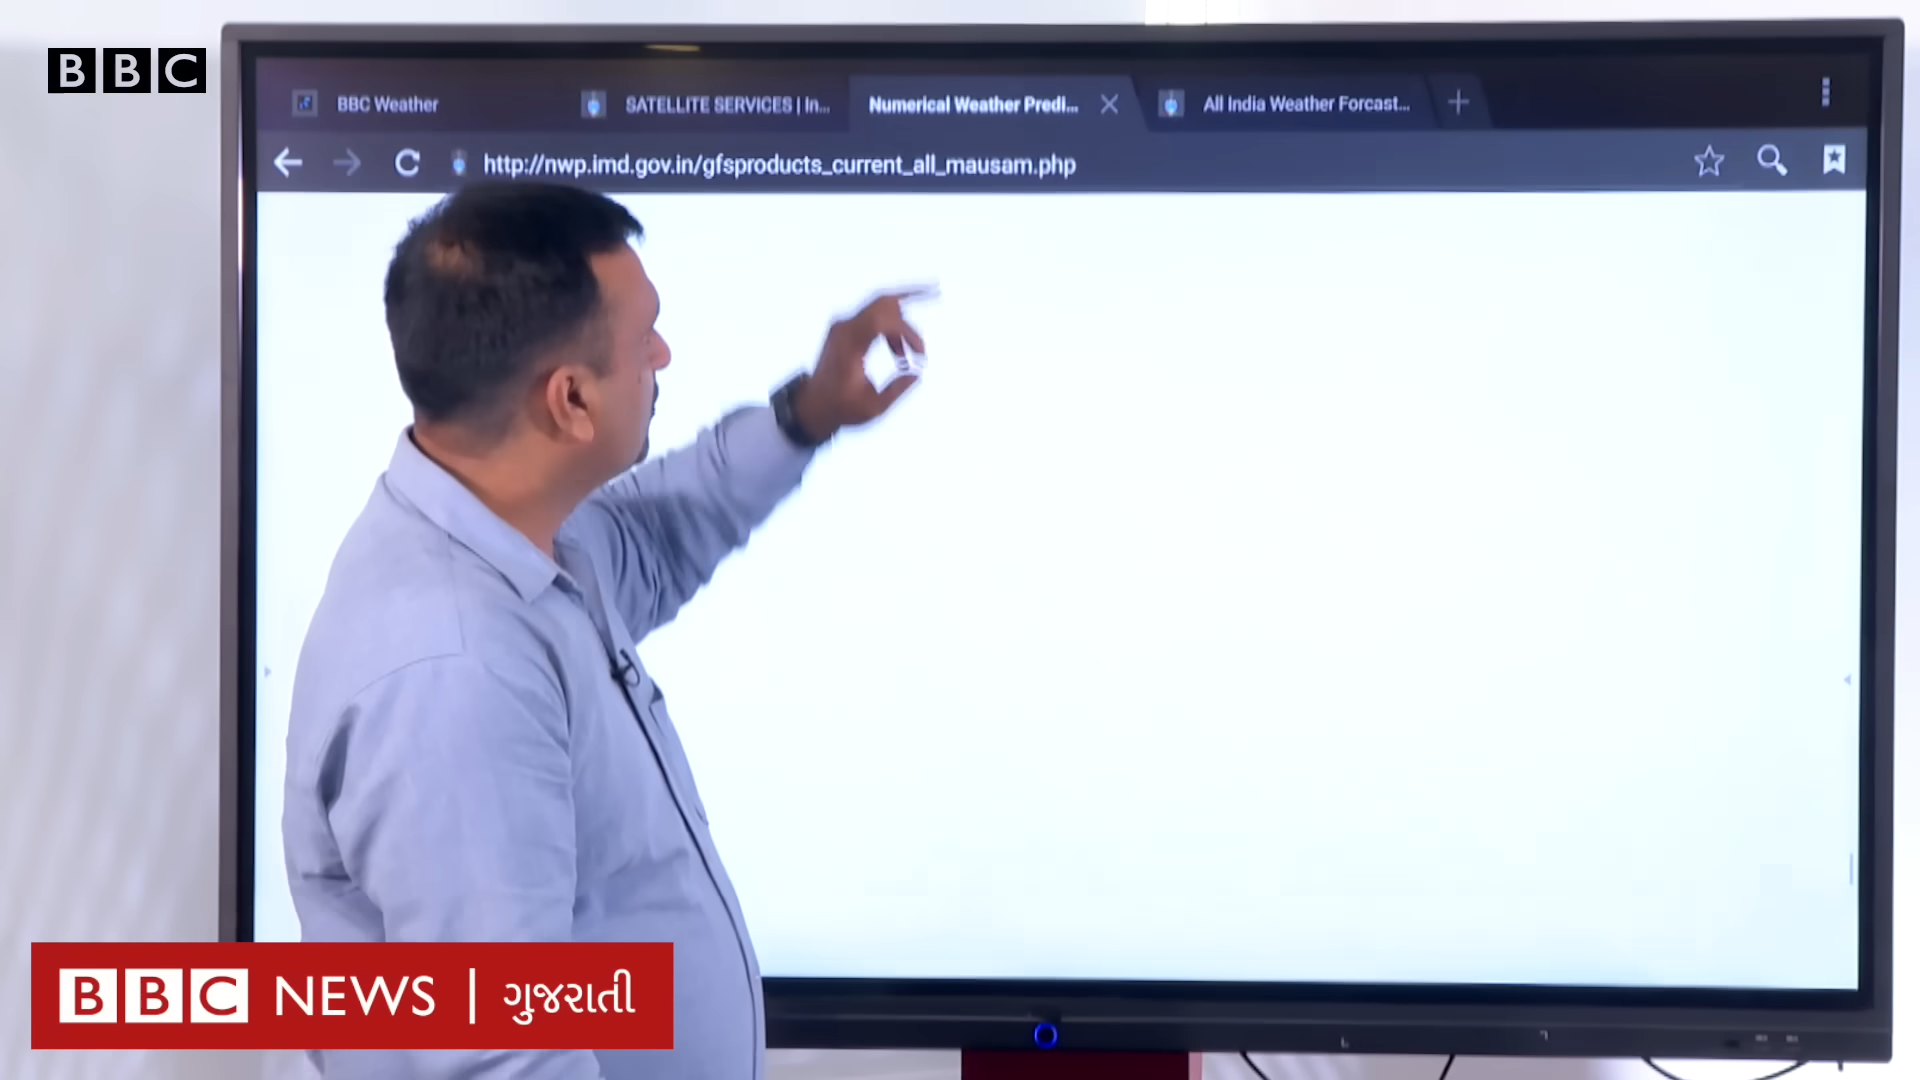 BBC
BBC Weather
SATELLITE SERVICES | In...
Numerical Weather Predi...
All India Weather Forcast...
http://nwp.imd.gov.in/gfsproducts_current_all_mausam.php
BBC NEWS | ગુજરાતી